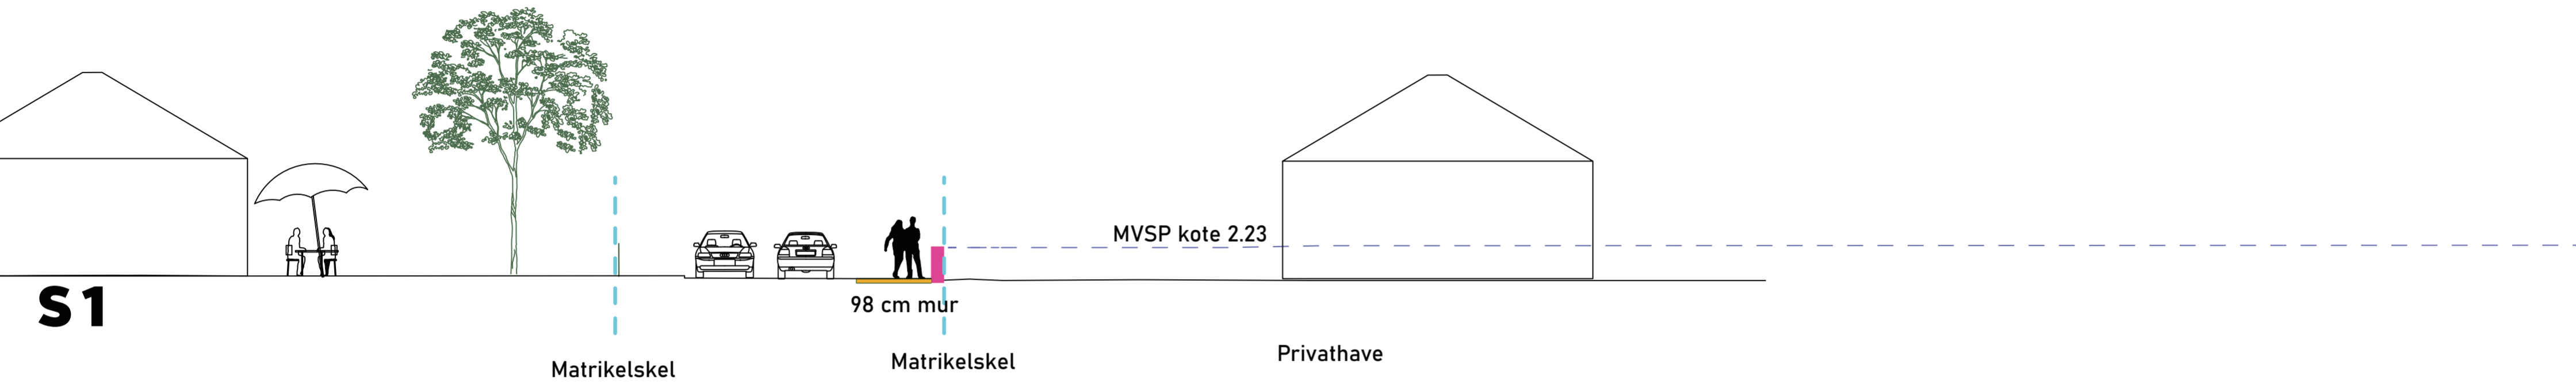 MVSP kote 2.23
S1
98 cm mur
Matrikelskel
Matrikelskel
Privathave